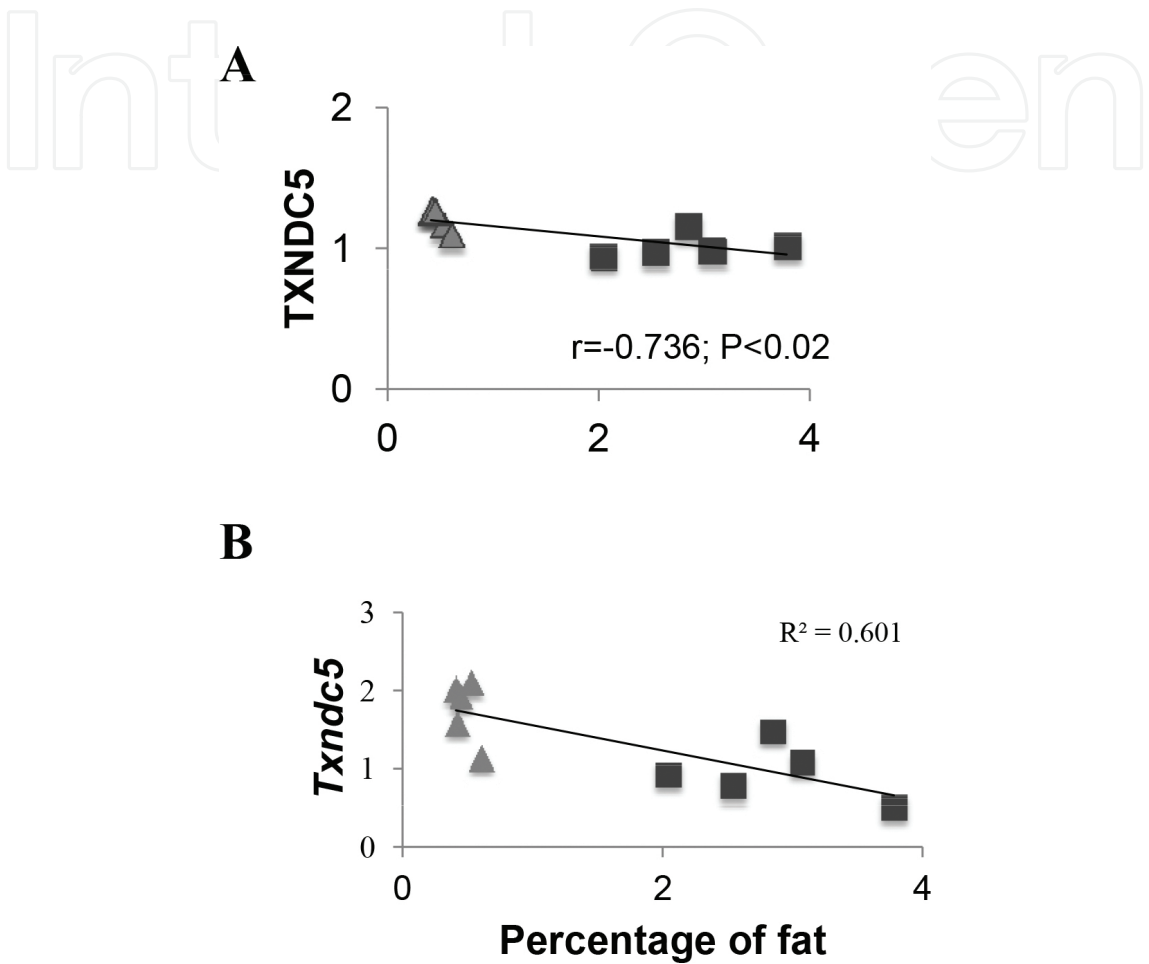 A
2
1
0
TXNDC5
r=-0.736; P<0.02
0 2 4
B
3
2
1
0
Txndc5
R² = 0.601
0 2 4
Percentage of fat